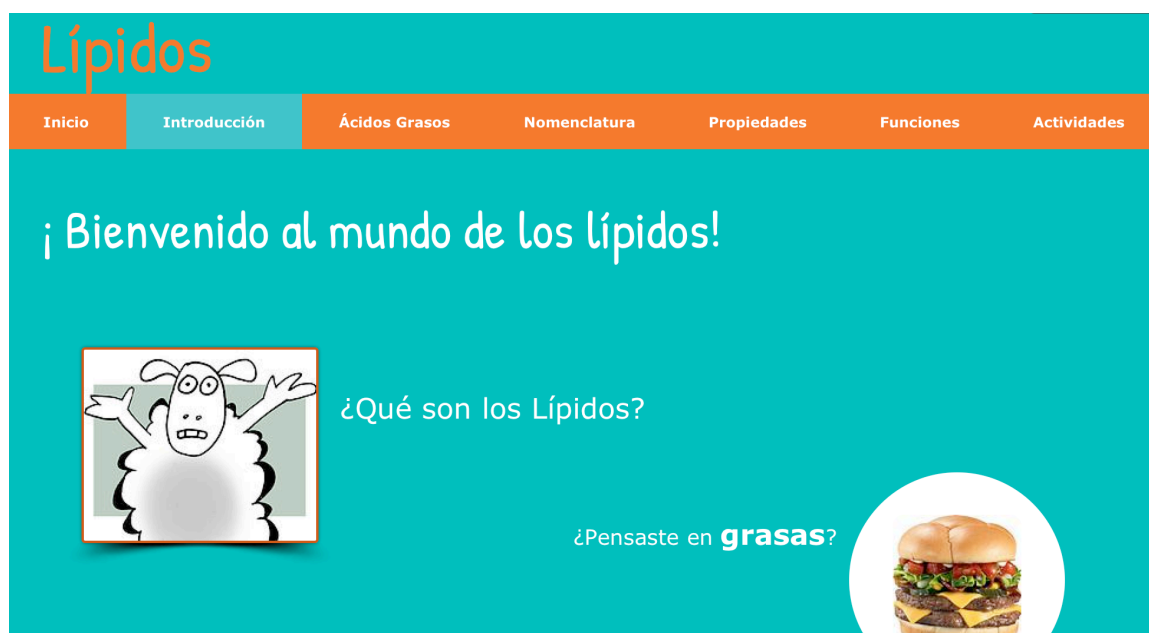 Lípidos
Inicio Introducción Ácidos Grasos Nomenclatura Propiedades Funciones Actividades
¡ Bienvenido al mundo de los lípidos!
¿Qué son los Lípidos?
¿Pensaste en grasas?